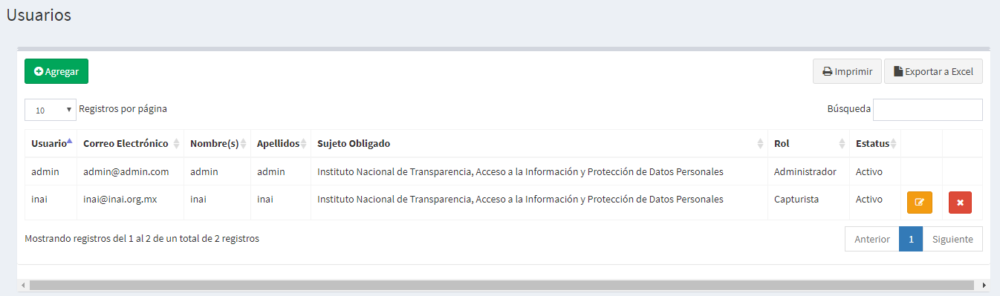 Usuarios
Agregar
Imprimir
Exportar a Excel
10 Registros por página
Búsqueda
Usuario Correo Electrónico Nombre(s) Apellidos Sujeto Obligado Rol Estatus
admin admin@admin.com admin admin Instituto Nacional de Transparencia, Acceso a la Información y Protección de Datos Personales Administrador Activo
inai inai@inai.org.mx inai inai Instituto Nacional de Transparencia, Acceso a la Información y Protección de Datos Personales Capturista Activo
Mostrando registros del 1 al 2 de un total de 2 registros
Anterior 1 Siguiente